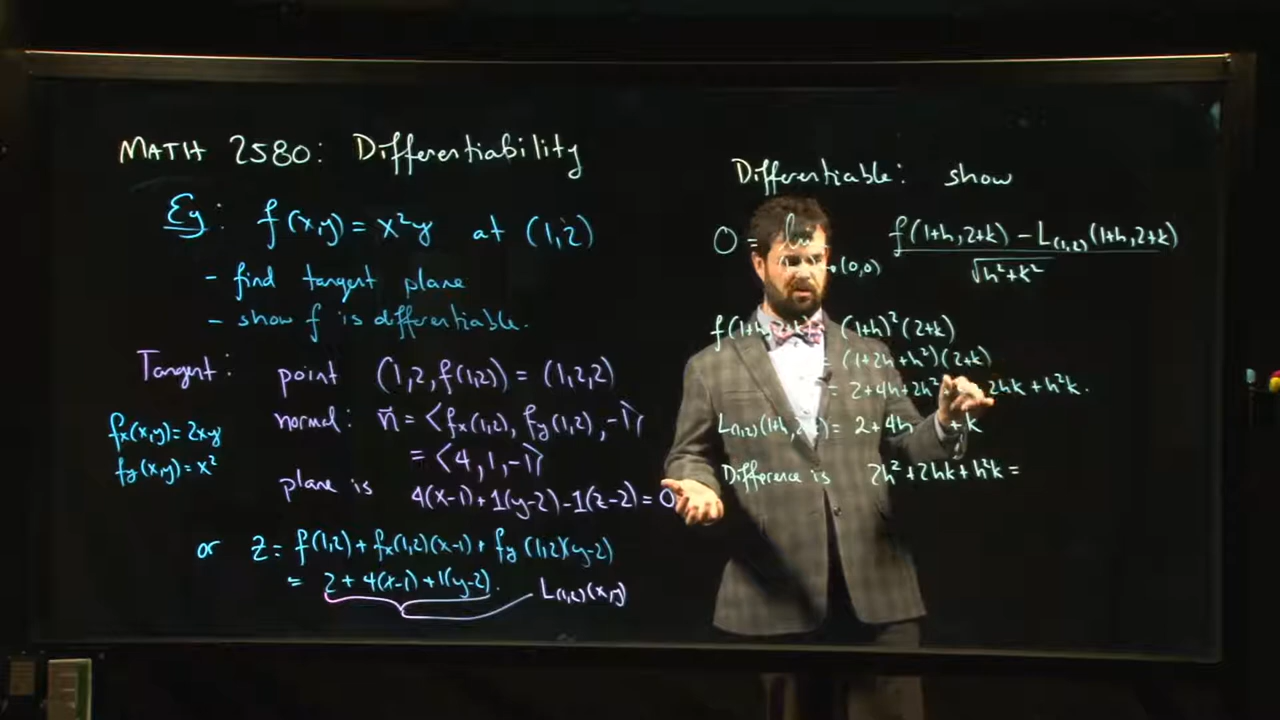 MATH 2580: Differentiability
Eg: f(x,y) = x²y at (1,2)
- find tangent plane
- show f is differentiable.
Tangent: point (1,2,f(1,2)) = (1,2,2)
normal: n⃗ = ⟨fx(1,2), fy(1,2), -1⟩
= ⟨4,1,-1⟩
fx(x,y) = 2xy
fy(x,y) = x²
plane is 4(x-1)+1(y-2)-1(z-2) = 0
or z = f(1,2) + fx(1,2)(x-1) + fy(1,2)(y-2)
= 2 + 4(x-1) + 1(y-2).
L(1,2)(x,y)
Differentiable: show
0 = lim f(1+h,2+k) - L(1,2)(1+h,2+k)
(0,0) √h²+k²
f(1+h,2+k) (1+h)²(2+k)
= (1+2h+h²)(2+k)
= 2+4h+2h² 2hk+h²k.
L(1,2)(1+h, = 2+4h +k
Difference is 2h²+2hk+h²k =